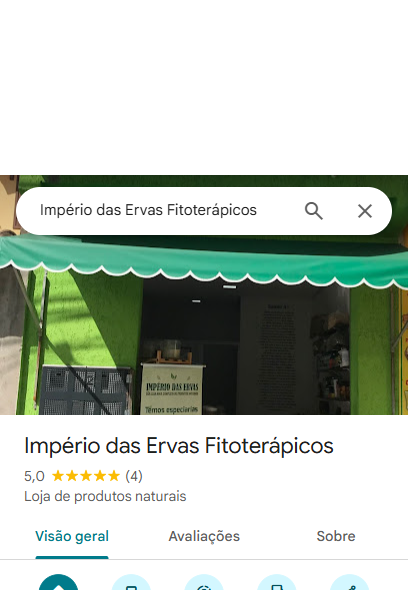 Império das Ervas Fitoterápicos
IMPÉRIO DAS ERVAS
Temos especiarias
Império das Ervas Fitoterápicos
5,0 (4)
Loja de produtos naturais
Visão geral Avaliações Sobre